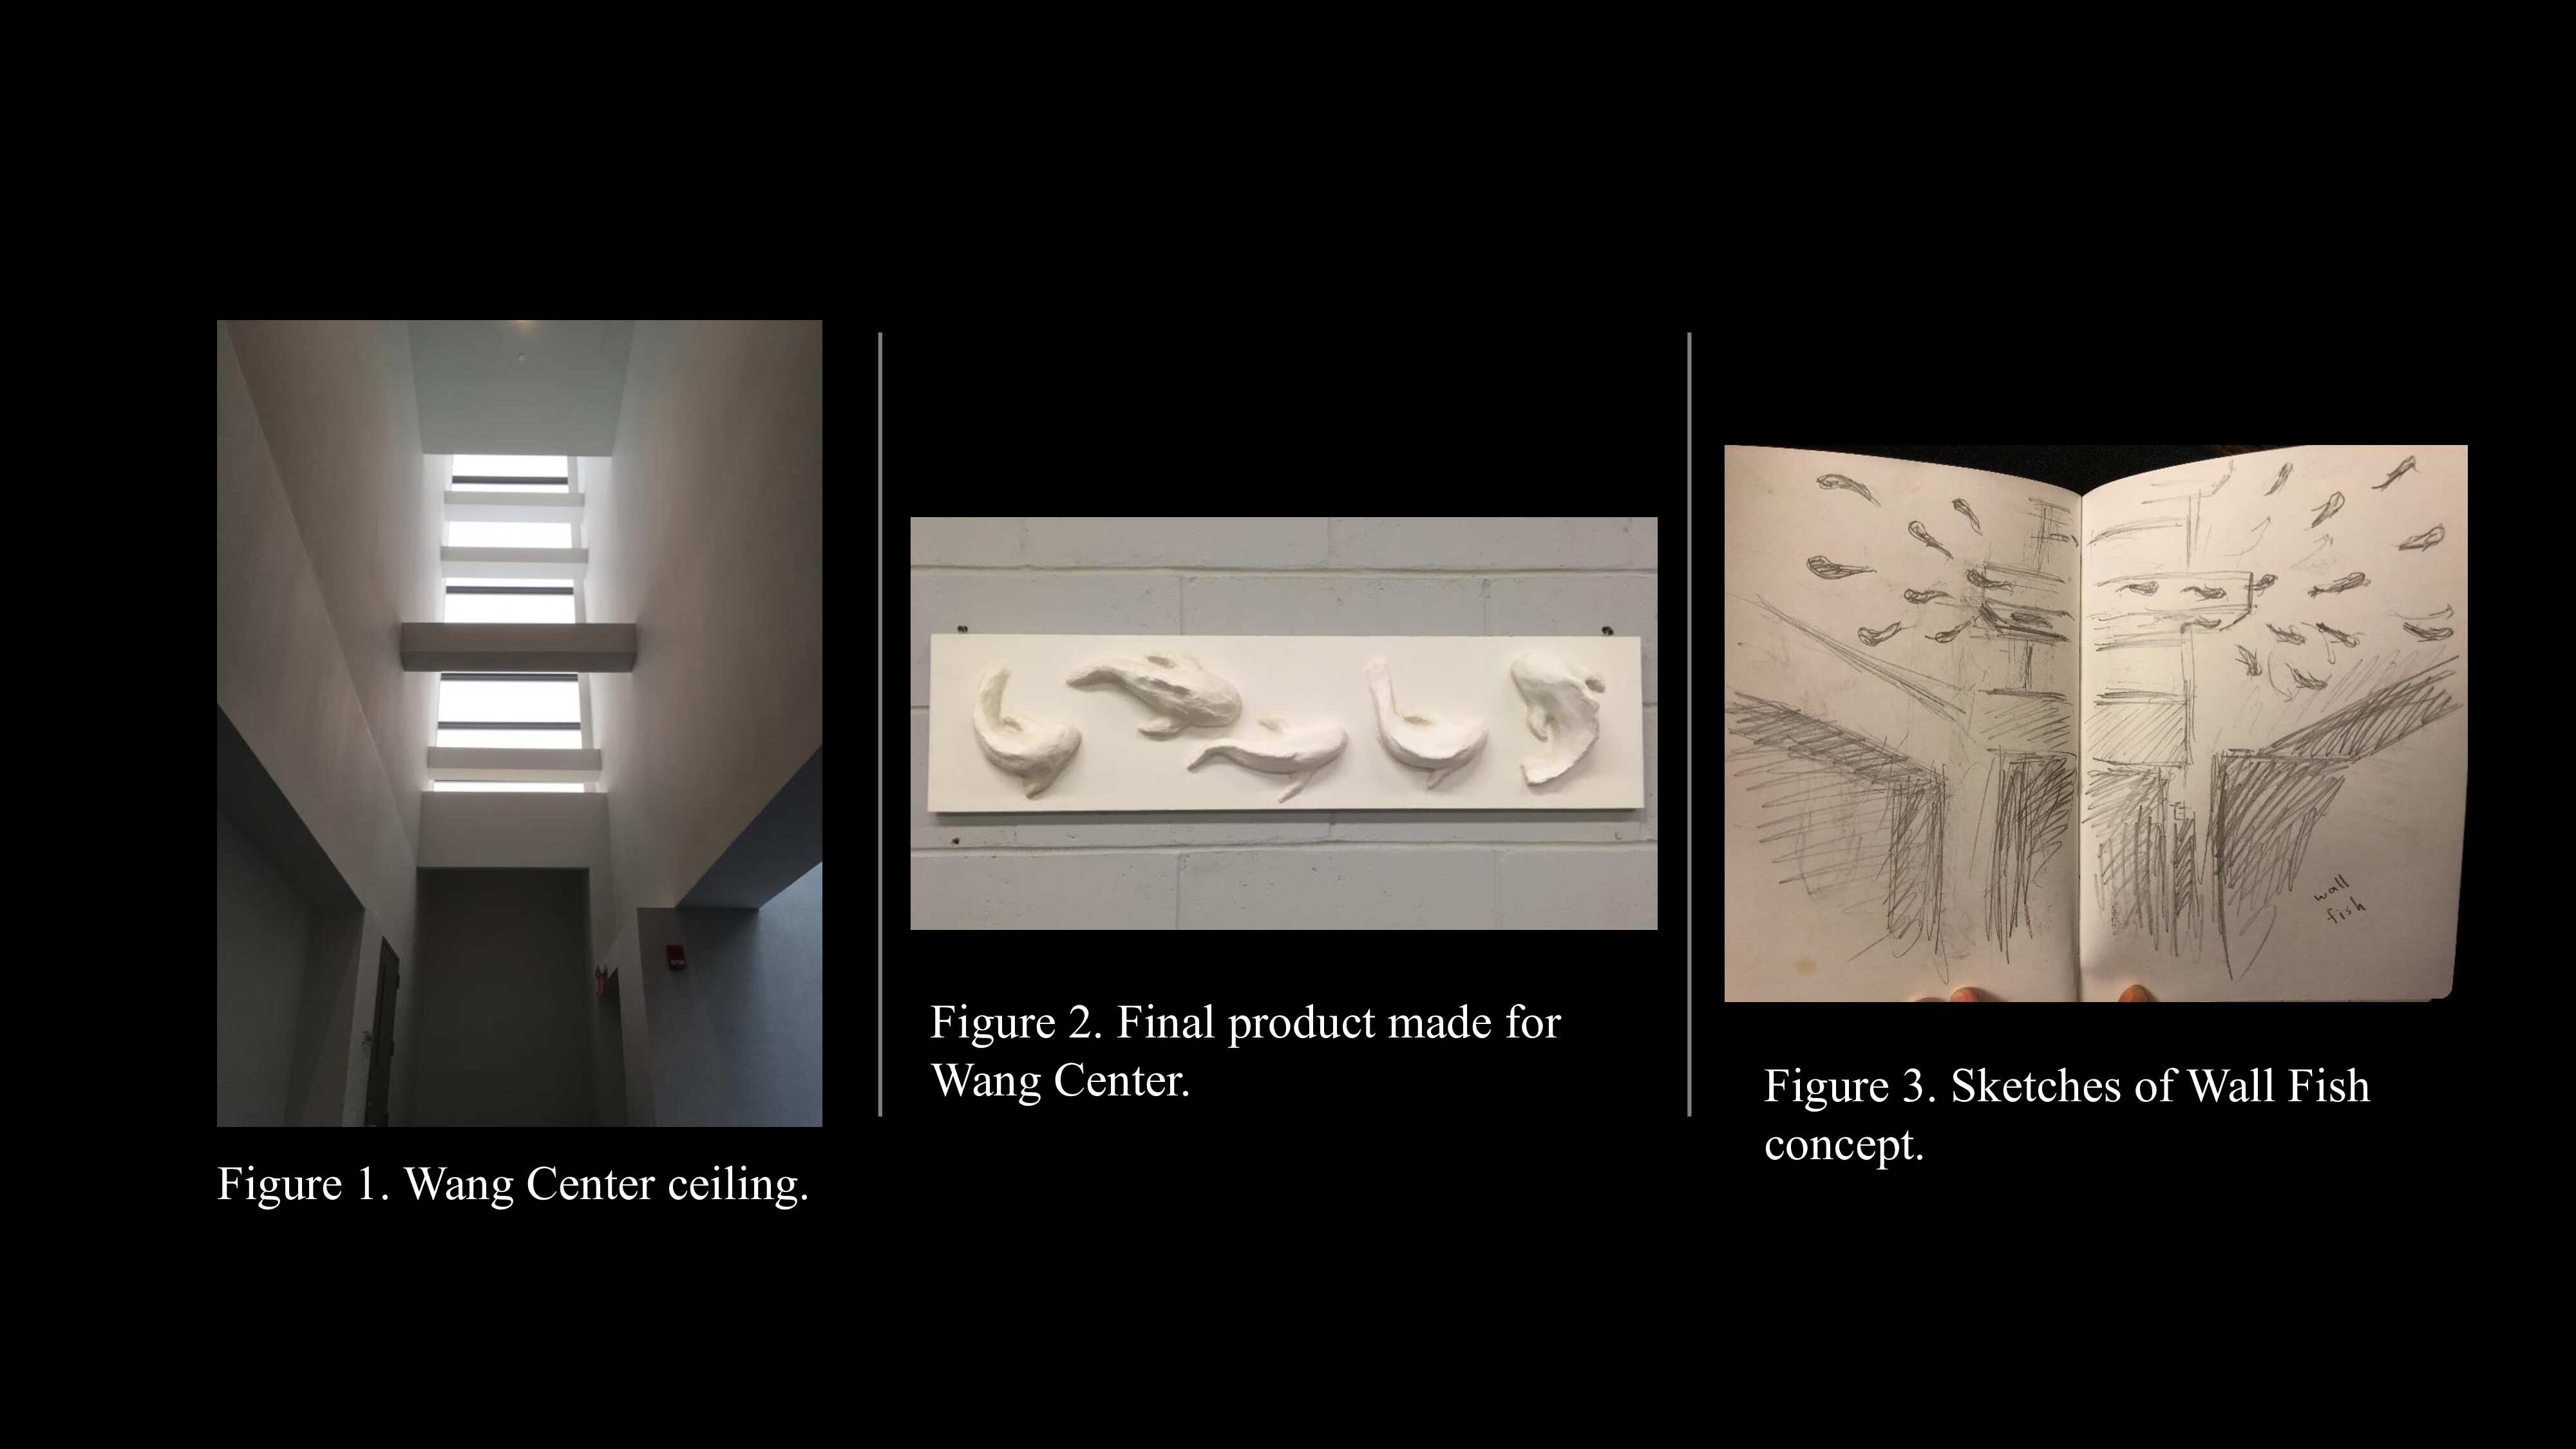 Figure 1. Wang Center ceiling.
Figure 2. Final product made for
Wang Center.
wall
fish
Figure 3. Sketches of Wall Fish
concept.